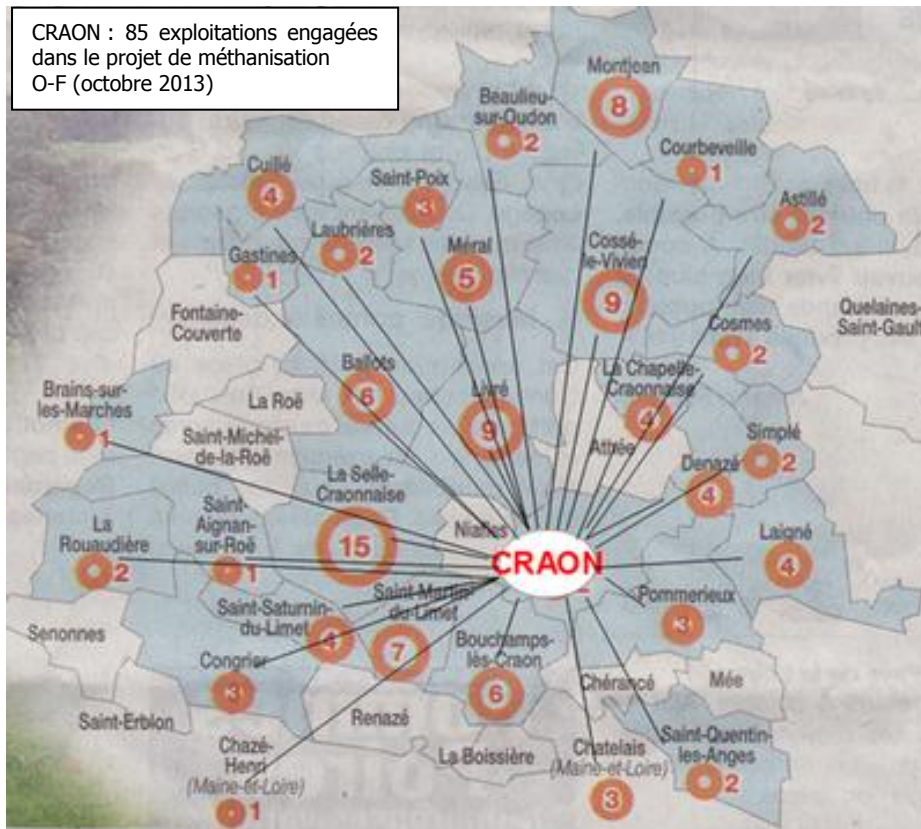 CRAON : 85 exploitations engagées
dans le projet de méthanisation
O-F (octobre 2013)
Montjean
8
Beaulieu-
sur-Oudon
2
Courbeveille
1
Cuillé
4
Saint-Poix
3
Astillé
2
Laubrières
2
Gastines
1
Méral
5
Cossé-
le-Vivien
9
Fontaine-
Couverte
Quelaines-
Saint-Gaul
Cosmes
2
Ballots
6
La Chapelle-
Craonnaise
4
Brains-sur-
les-Marches
1
La Roë
Livré
9
Saint-Michel-
de-la-Roë
Athée
Simplé
2
Denazé
4
La Selle-
Craonnaise
15
Niafles
La
Rouaudière
2
Saint-
Aignan-
sur-Roë
1
CRAON
Laigné
4
Saint-Martin-
du-Limet
7
Pommerieux
3
Saint-Saturnin-
du-Limet
4
Senonnes
Congrier
3
Bouchamps-
lès-Craon
6
Chérancé
Mée
Saint-Erblon
Renazé
La Boissière
Chazé-
Henri
(Maine-et-Loire)
1
Chatelais
(Maine-et-Loire)
3
Saint-Quentin-
les-Anges
2